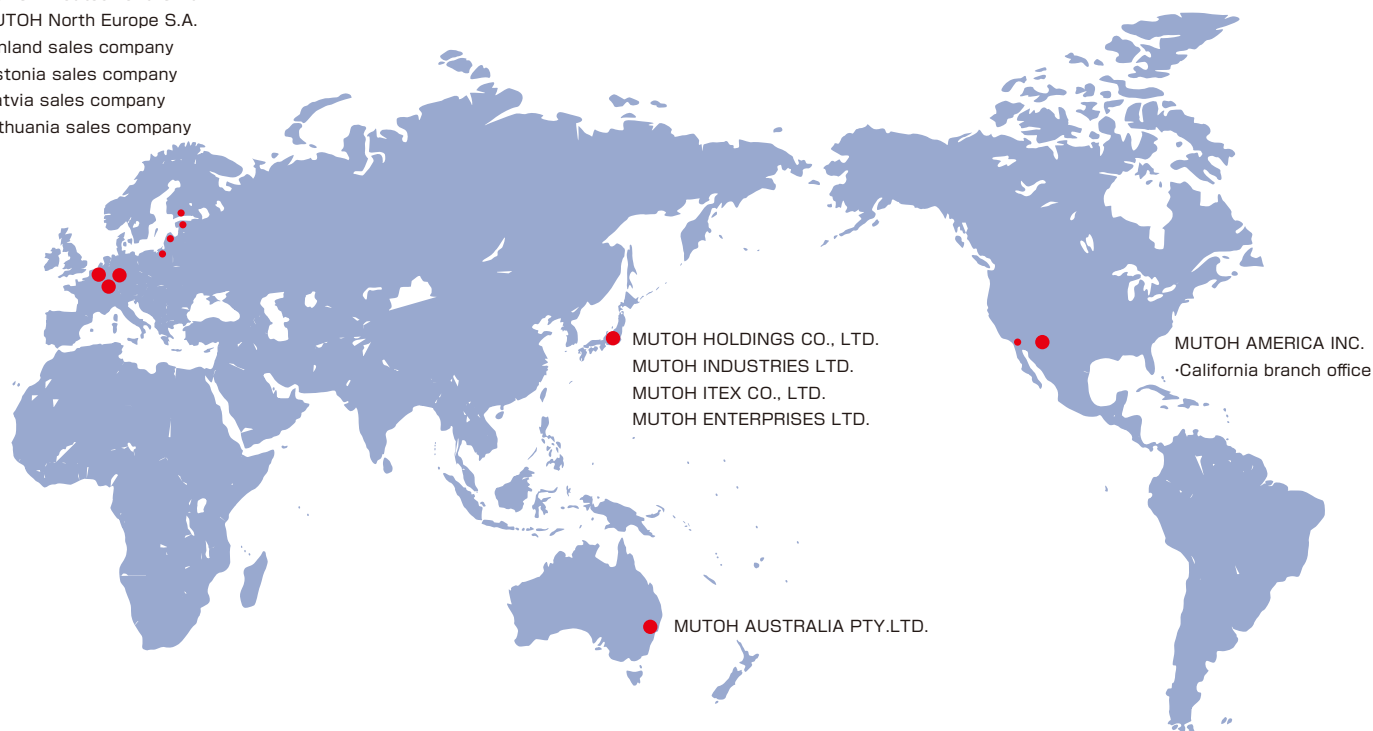 UTOH North Europe S.A.
nland sales company
stonia sales company
atvia sales company
thuania sales company
MUTOH HOLDINGS CO., LTD.
MUTOH INDUSTRIES LTD.
MUTOH ITEX CO., LTD.
MUTOH ENTERPRISES LTD.
MUTOH AMERICA INC.
·California branch office
MUTOH AUSTRALIA PTY.LTD.